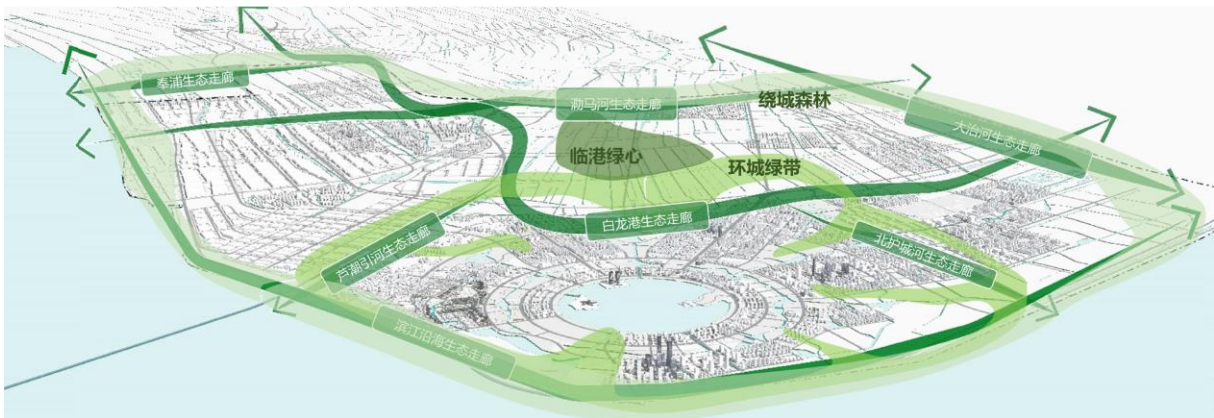 奉浦生态走廊
泐马河生态走廊
绕城森林
大治河生态走廊
临港绿心
环城绿带
白龙港生态走廊
芦潮引河生态走廊
北护城河生态走廊
滨江沿海生态走廊